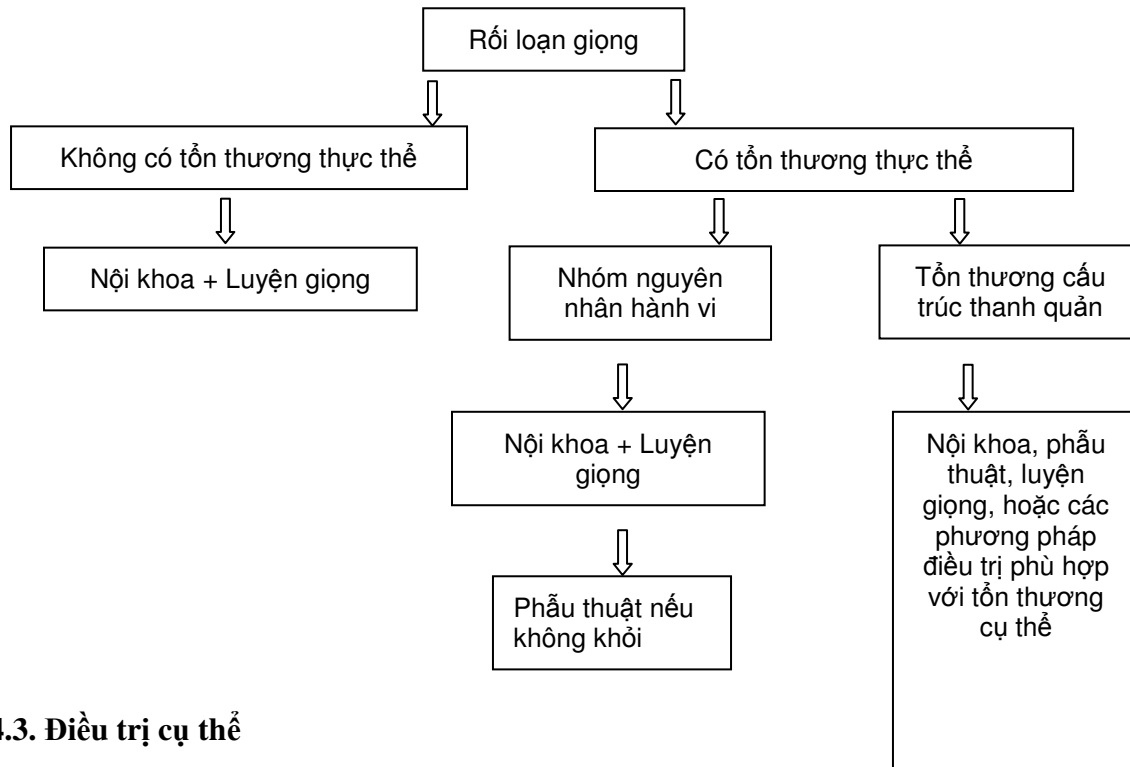 Rối loạn giọng
Không có tổn thương thực thể
Có tổn thương thực thể
Nội khoa + Luyện giọng
Nhóm nguyên
nhân hành vi
Tổn thương cấu
trúc thanh quản
Nội khoa + Luyện
giọng
Nội khoa, phẫu
thuật, luyện
giọng, hoặc các
phương pháp
điều trị phù hợp
với tổn thương
cụ thể
Phẫu thuật nếu
không khỏi
4.3. Điều trị cụ thể